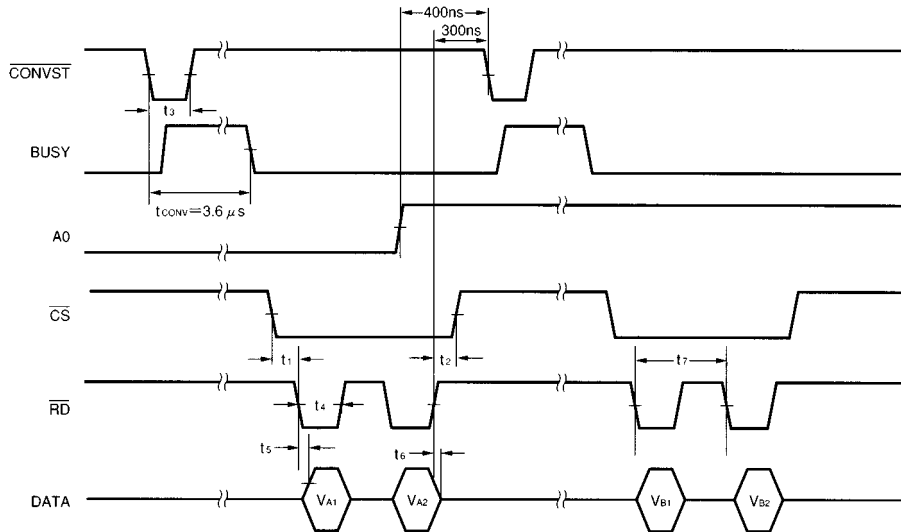 400ns
300ns
CONVST
t3
BUSY
tCONV=3.6 μs
A0
CS
t1
t2
t7
RD
t4
t5
t6
DATA
VA1
VA2
VB1
VB2